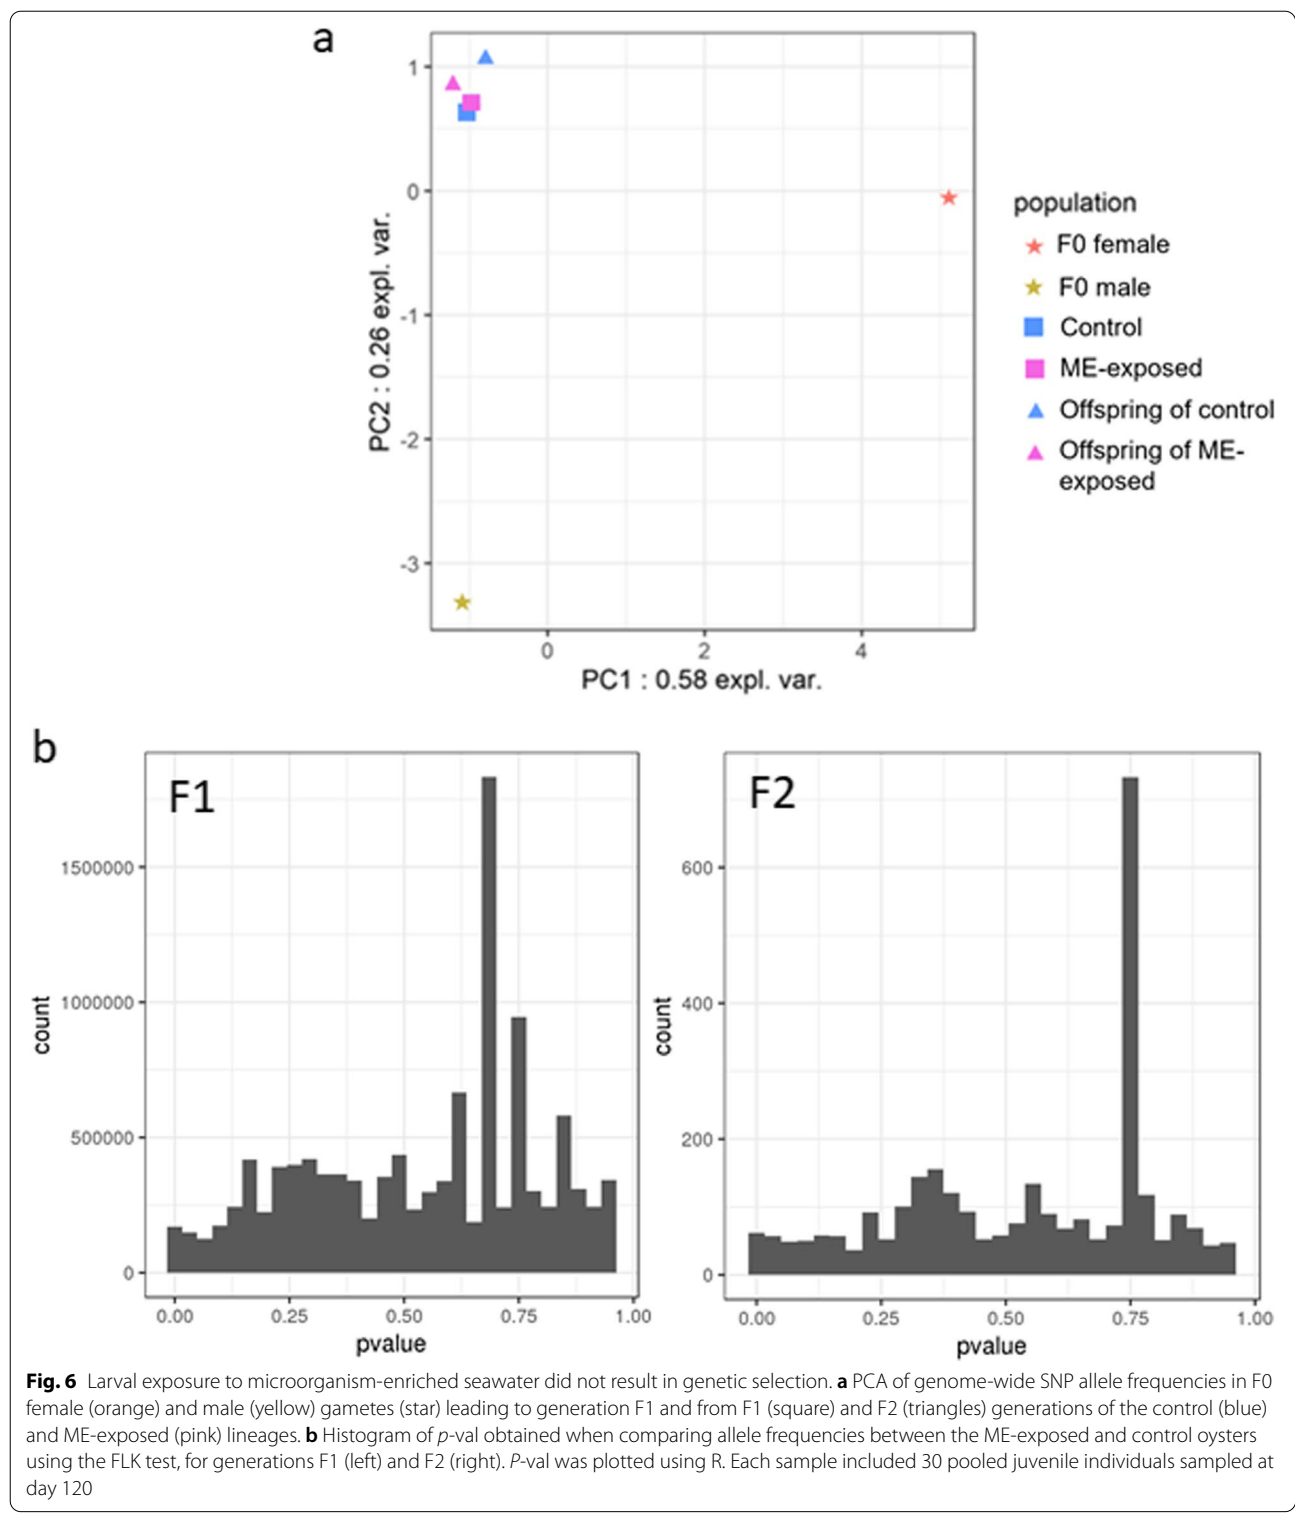 a
1
0
-1
-2
-3
PC2 : 0.26 expl. var.
0 2 4
PC1 : 0.58 expl. var.
population
F0 female
F0 male
Control
ME-exposed
Offspring of control
Offspring of ME-
exposed
b
F1
1500000
1000000
500000
0
count
0.00 0.25 0.50 0.75 1.00
pvalue
F2
600
400
200
0
count
0.00 0.25 0.50 0.75 1.00
pvalue
Fig. 6 Larval exposure to microorganism-enriched seawater did not result in genetic selection. a PCA of genome-wide SNP allele frequencies in F0
female (orange) and male (yellow) gametes (star) leading to generation F1 and from F1 (square) and F2 (triangles) generations of the control (blue)
and ME-exposed (pink) lineages. b Histogram of p-val obtained when comparing allele frequencies between the ME-exposed and control oysters
using the FLK test, for generations F1 (left) and F2 (right). P-val was plotted using R. Each sample included 30 pooled juvenile individuals sampled at
day 120